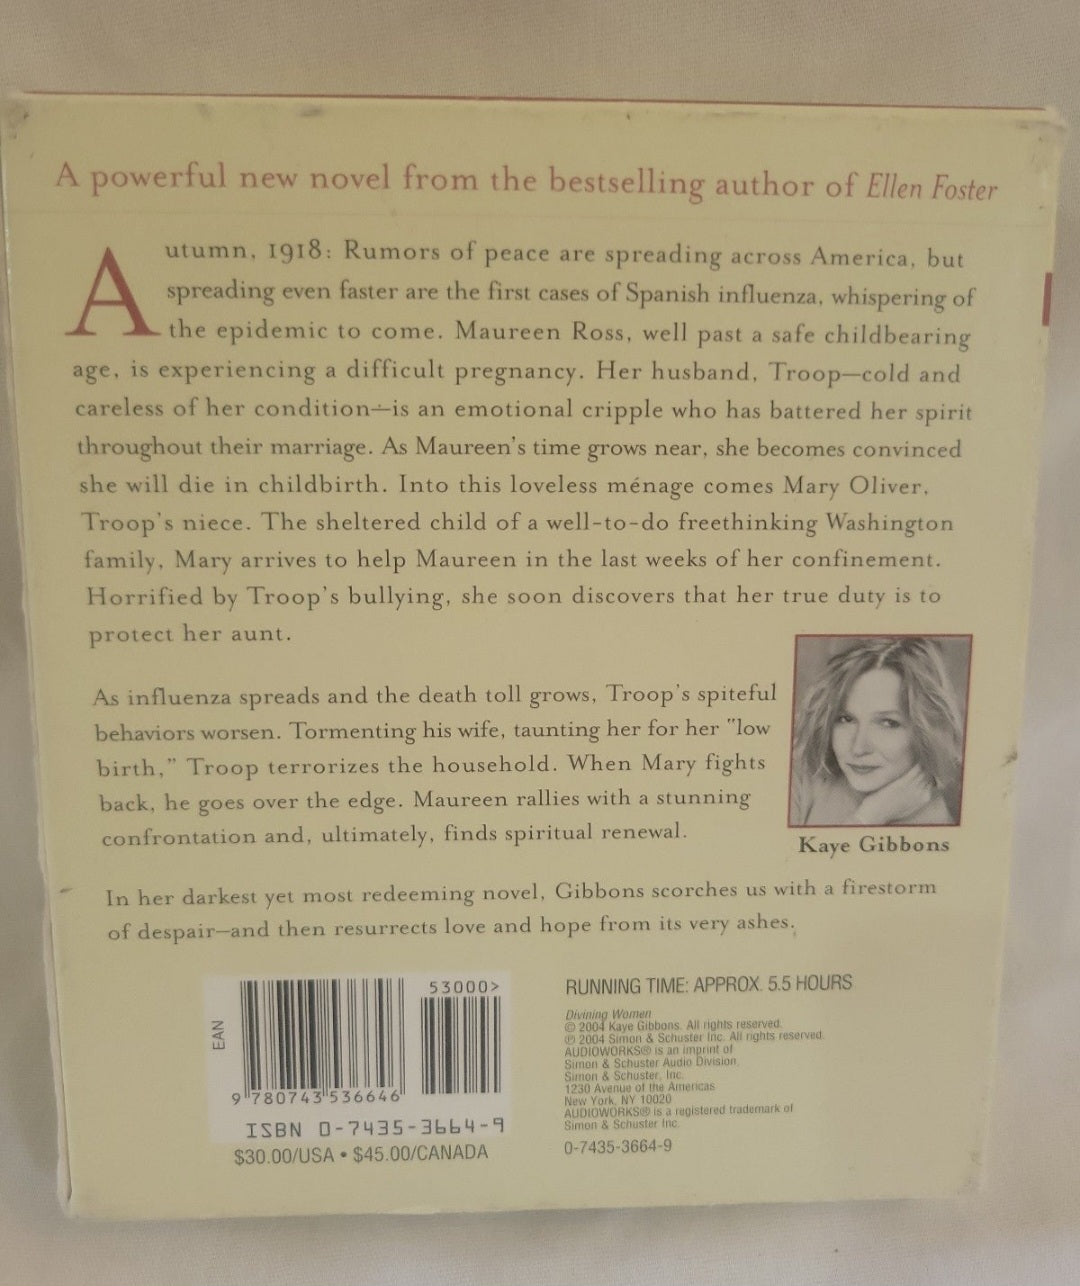 A powerful new novel from the bestselling author of Ellen Foster
Autumn, 1918: Rumors of peace are spreading across America, but
spreading even faster are the first cases of Spanish influenza, whispering of
the epidemic to come. Maureen Ross, well past a safe childbearing
age, is experiencing a difficult pregnancy. Her husband, Troop—cold and
careless of her condition—is an emotional cripple who has battered her spirit
throughout their marriage. As Maureen's time grows near, she becomes convinced
she will die in childbirth. Into this loveless ménage comes Mary Oliver,
Troop's niece. The sheltered child of a well-to-do freethinking Washington
family, Mary arrives to help Maureen in the last weeks of her confinement.
Horrified by Troop's bullying, she soon discovers that her true duty is to
protect her aunt.
As influenza spreads and the death toll grows, Troop's spiteful
behaviors worsen. Tormenting his wife, taunting her for her "low
birth," Troop terrorizes the household. When Mary fights
back, he goes over the edge. Maureen rallies with a stunning
confrontation and, ultimately, finds spiritual renewal.
Kaye Gibbons
In her darkest yet most redeeming novel, Gibbons scorches us with a firestorm
of despair—and then resurrects love and hope from its very ashes.
EAN
53000>
9 780743 536646
ISBN 0-7435-3664-9
$30.00/USA • $45.00/CANADA
RUNNING TIME: APPROX. 5.5 HOURS
Divining Women
© 2004 Kaye Gibbons. All rights reserved.
℗ 2004 Simon & Schuster Inc. All rights reserved.
AUDIOWORKS® is an imprint of
Simon & Schuster Audio Division,
Simon & Schuster, Inc.
1230 Avenue of the Americas
New York, NY 10020
AUDIOWORKS® is a registered trademark of
Simon & Schuster Inc.
0-7435-3664-9